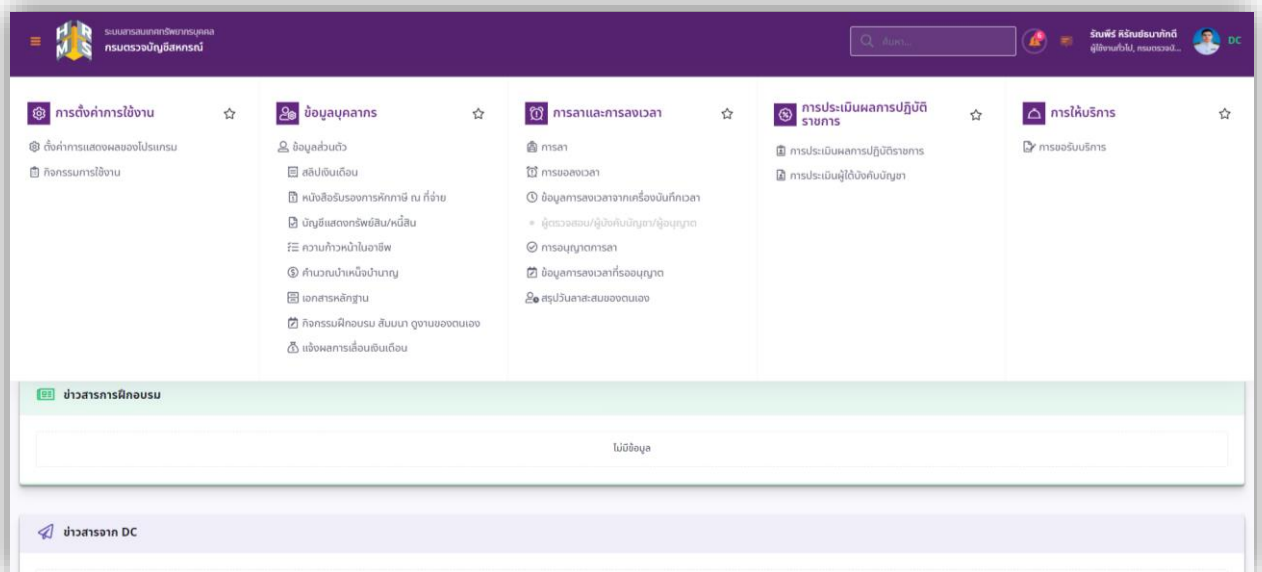 HR
MIS
ระบบสารสนเทศทรัพยากรบุคคล
กรมตรวจบัญชีสหกรณ์
ค้นหา...
ผู้ใช้งานทั่วไป, กรมตรวจบั...
DC
การตั้งค่าการใช้งาน
ตั้งค่าการแสดงผลของโปรแกรม
กิจกรรมการใช้งาน
ข้อมูลบุคลากร
ข้อมูลส่วนตัว
สลิปเงินเดือน
หนังสือรับรองการหักภาษี ณ ที่จ่าย
บัญชีแสดงทรัพย์สิน/หนี้สิน
ความก้าวหน้าในอาชีพ
คำนวณบำเหน็จบำนาญ
เอกสารหลักฐาน
กิจกรรมฝึกอบรม สัมมนา ดูงานของตนเอง
แจ้งผลการเลื่อนเงินเดือน
การลาและการลงเวลา
การลา
การขอลงเวลา
ข้อมูลการลงเวลาจากเครื่องบันทึกเวลา
ผู้ตรวจสอบ/ผู้บังคับบัญชา/ผู้อนุญาต
การอนุญาตการลา
ข้อมูลการลงเวลาที่รออนุญาต
สรุปวันลาสะสมของตนเอง
การประเมินผลการปฏิบัติ
ราชการ
การประเมินผลการปฏิบัติราชการ
การประเมินผู้ใต้บังคับบัญชา
การให้บริการ
การขอรับบริการ
ข่าวสารการฝึกอบรม
ไม่มีข้อมูล
ข่าวสารจาก DC